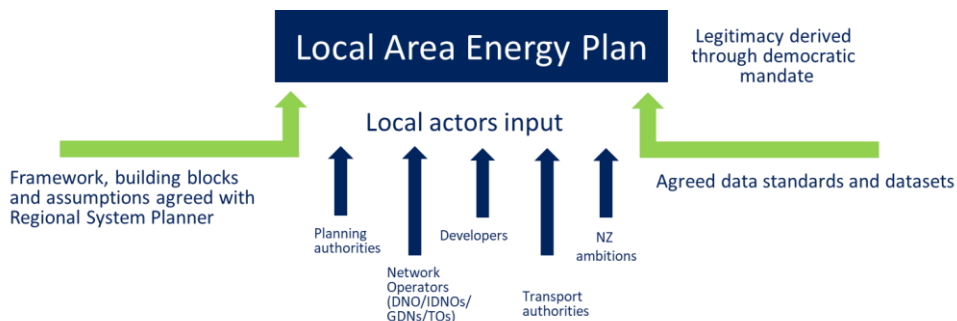 Local Area Energy Plan
Legitimacy derived
through democratic
mandate
Local actors input
Framework, building blocks
and assumptions agreed with
Regional System Planner
Agreed data standards and datasets
Planning
authorities
Developers
NZ
ambitions
Network
Operators
(DNO/IDNOs/
GDNs/TOs)
Transport
authorities